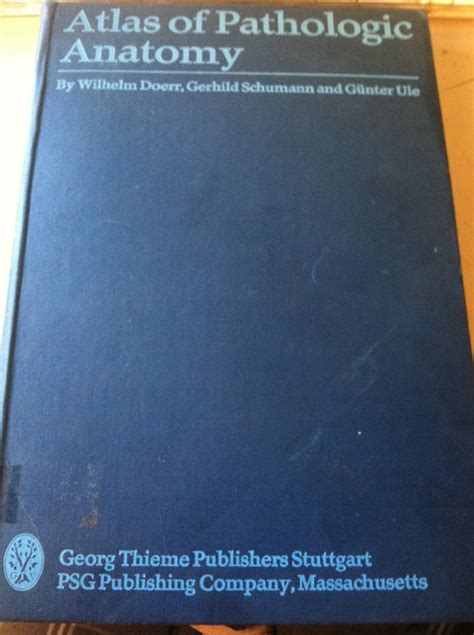 Atlas of Pathologic
Anatomy
By Wilhelm Doerr, Gerhild Schumann and Günter Ule
Georg Thieme Publishers Stuttgart
PSG Publishing Company, Massachusetts